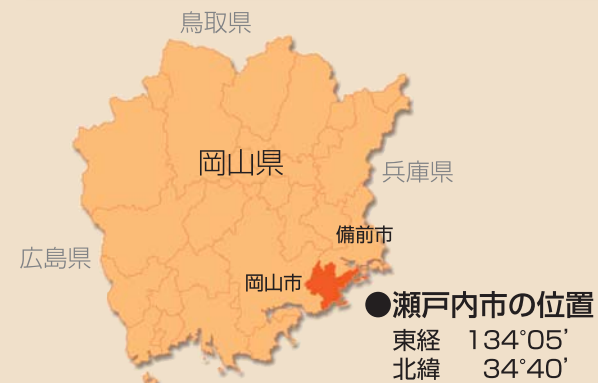 鳥取県
岡山県
兵庫県
備前市
広島県
岡山市
●瀬戸内市の位置
東経 134°05’
北緯 34°40’